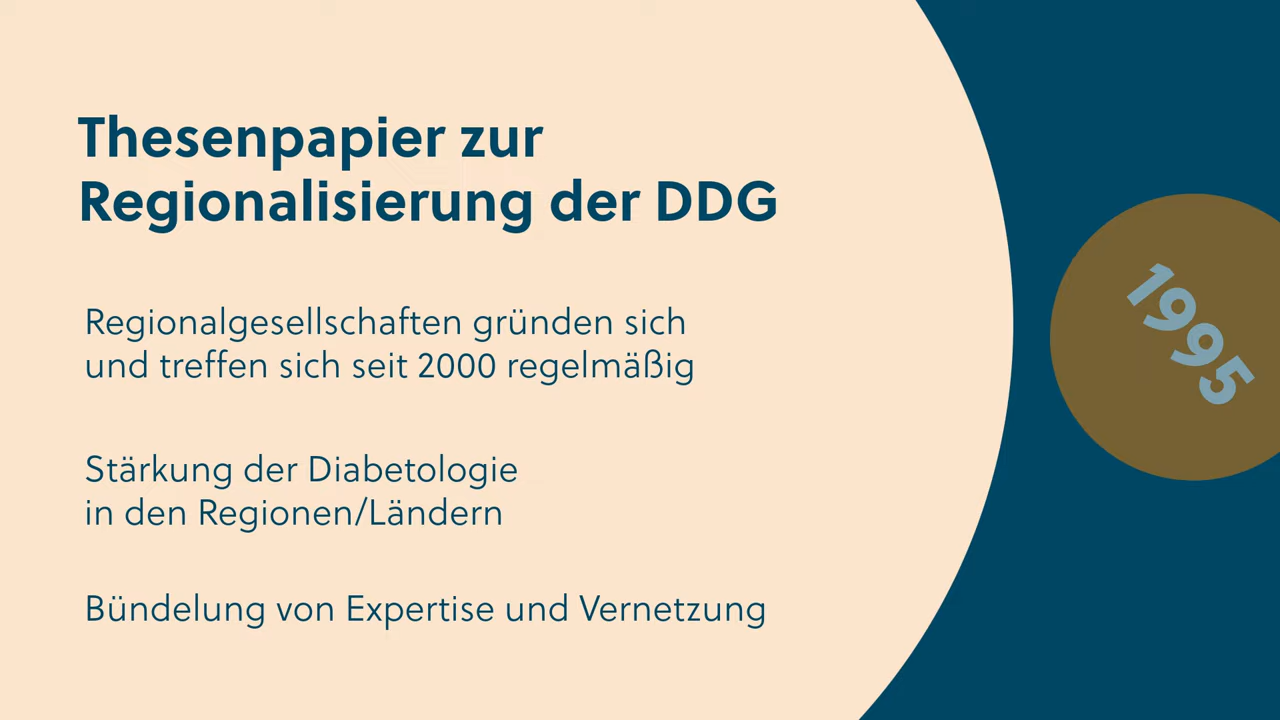 Thesenpapier zur
Regionalisierung der DDG
Regionalgesellschaften gründen sich
und treffen sich seit 2000 regelmäßig
Stärkung der Diabetologie
in den Regionen/Ländern
Bündelung von Expertise und Vernetzung
1995